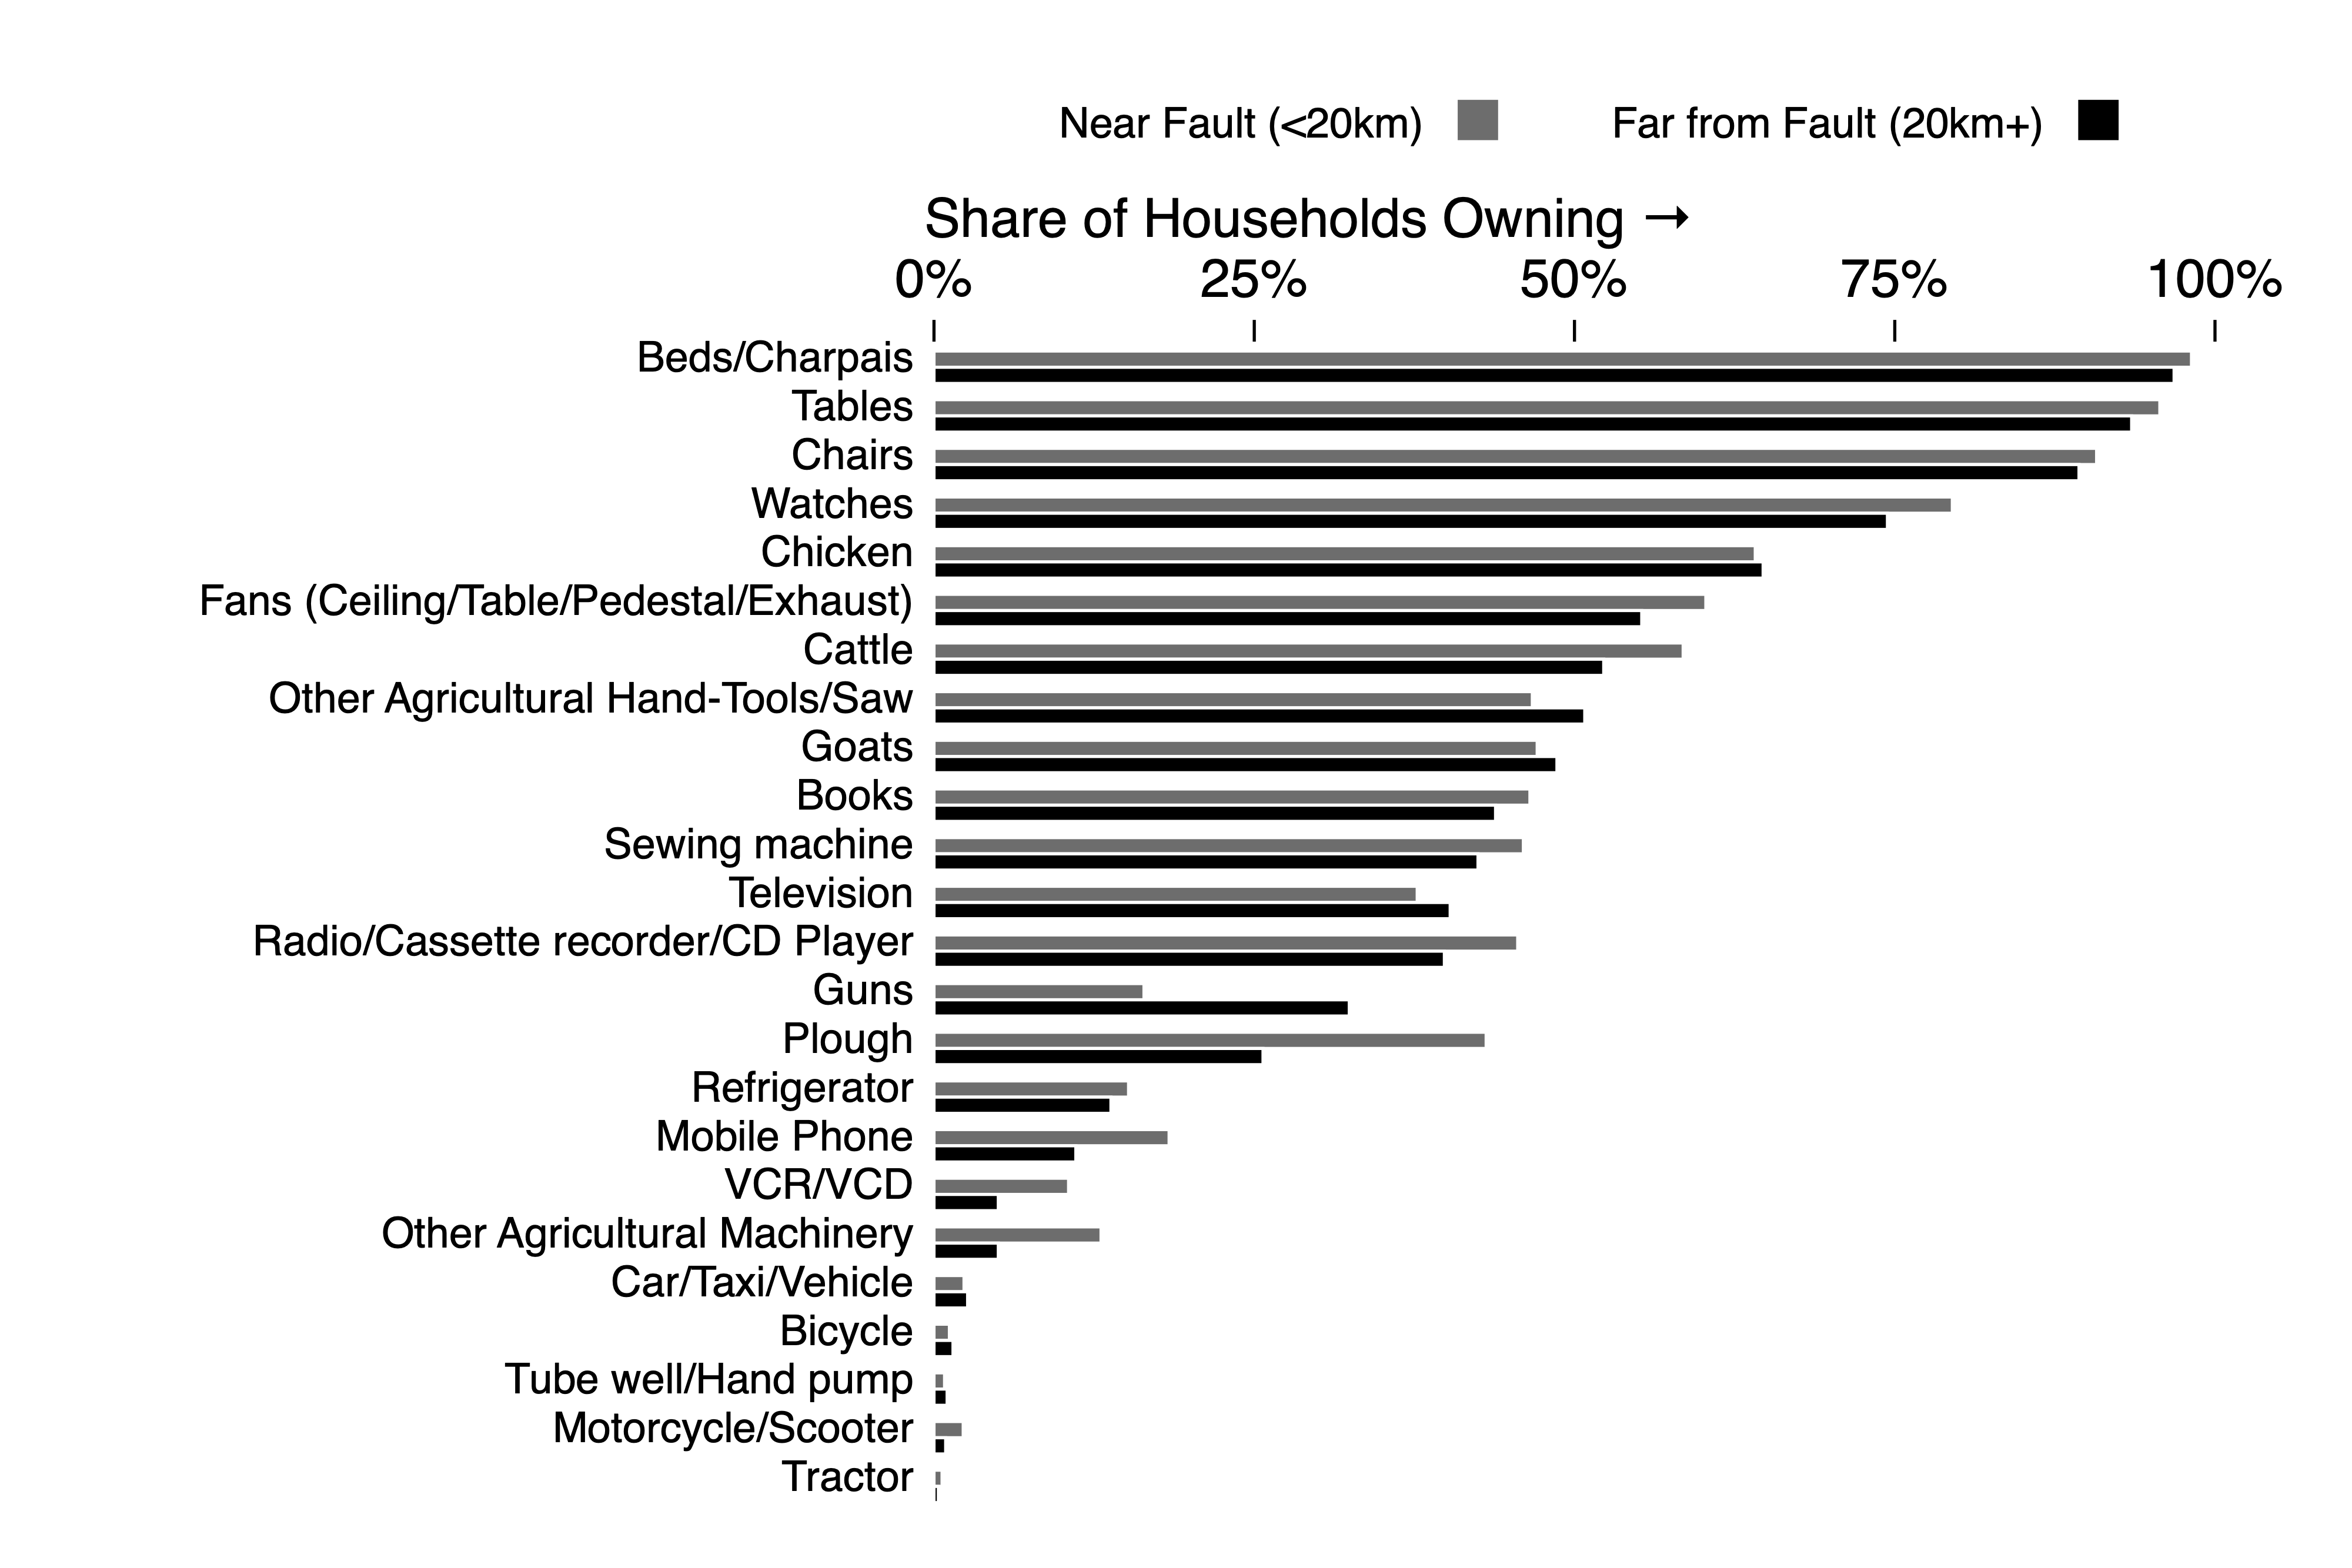 Near Fault (<20km) Far from Fault (20km+)
Share of Households Owning →
0% 25% 50% 75% 100%
Beds/Charpais
Tables
Chairs
Watches
Chicken
Fans (Ceiling/Table/Pedestal/Exhaust)
Cattle
Other Agricultural Hand-Tools/Saw
Goats
Books
Sewing machine
Television
Radio/Cassette recorder/CD Player
Guns
Plough
Refrigerator
Mobile Phone
VCR/VCD
Other Agricultural Machinery
Car/Taxi/Vehicle
Bicycle
Tube well/Hand pump
Motorcycle/Scooter
Tractor